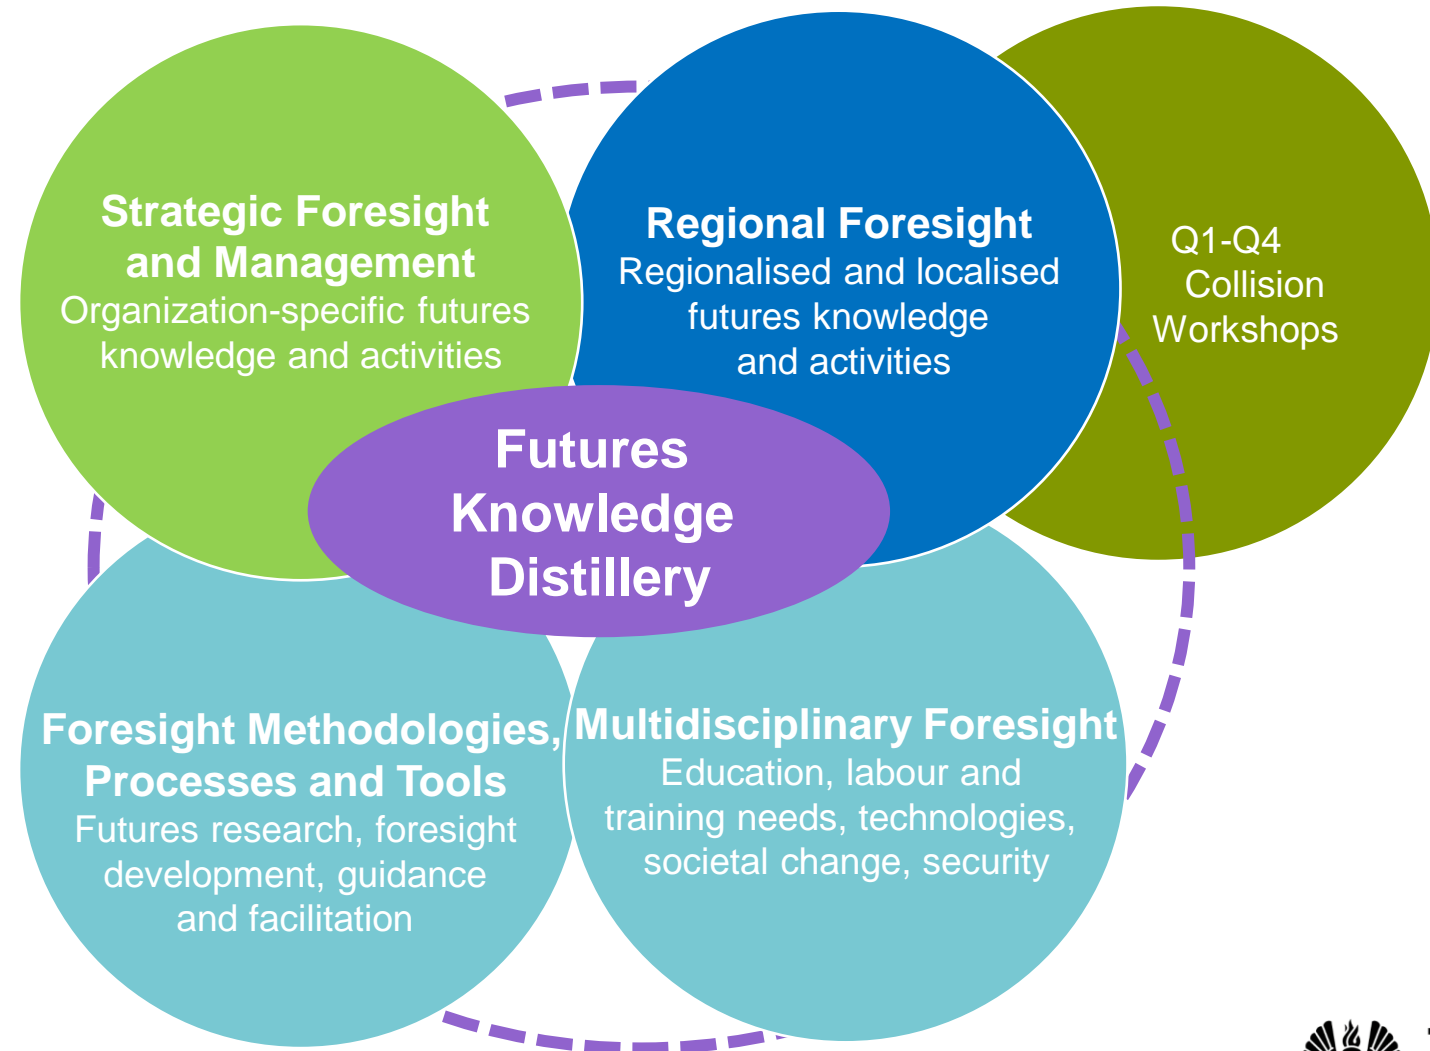 Strategic Foresight
and Management
Organization-specific futures
knowledge and activities
Regional Foresight
Regionalised and localised
futures knowledge
and activities
Q1-Q4
Collision
Workshops
Futures
Knowledge
Distillery
Foresight Methodologies,
Processes and Tools
Futures research, foresight
development, guidance
and facilitation
Multidisciplinary Foresight
Education, labour and
training needs, technologies,
societal change, security